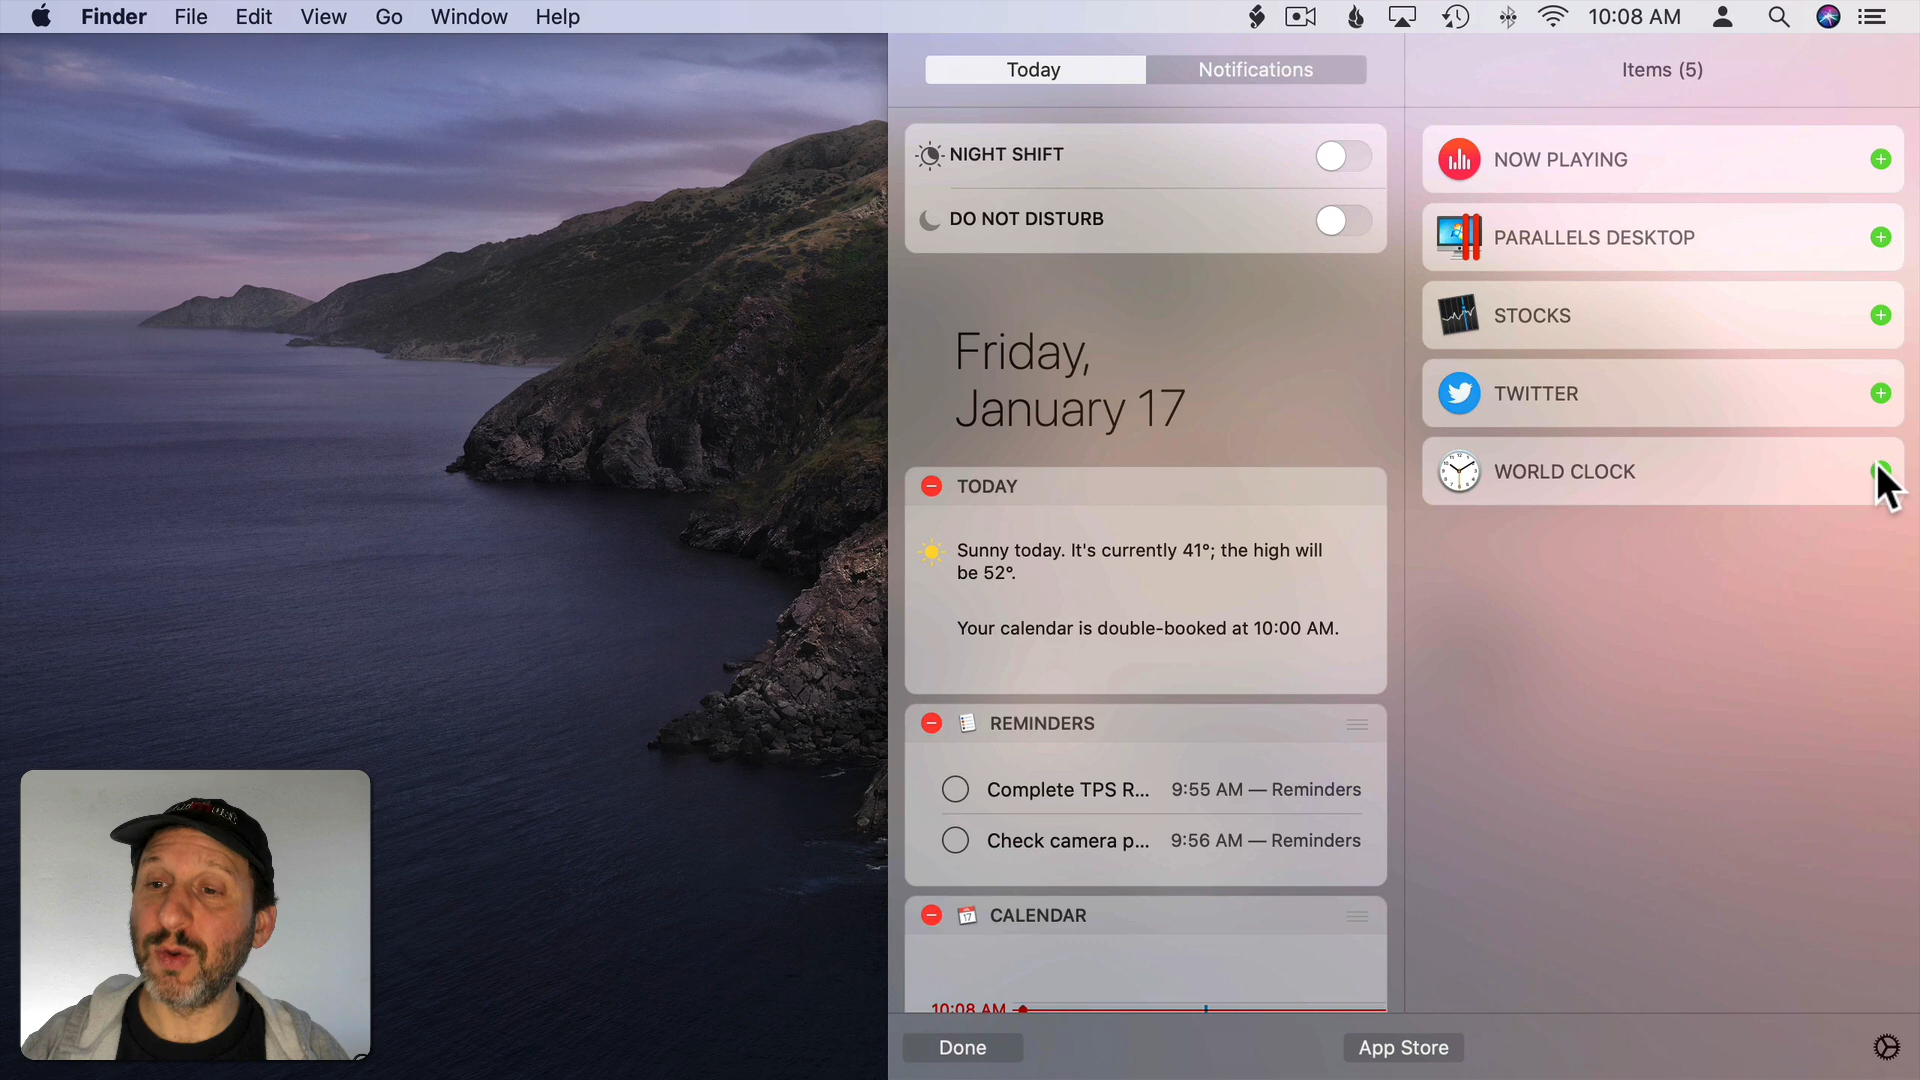 Finder File Edit View Go Window Help 10:08 AM
Today Notifications Items (5)
NIGHT SHIFT
DO NOT DISTURB
Friday,
January 17
TODAY
Sunny today. It's currently 41°; the high will
be 52°.
Your calendar is double-booked at 10:00 AM.
REMINDERS
Complete TPS R... 9:55 AM — Reminders
Check camera p... 9:56 AM — Reminders
CALENDAR
10:08 AM
NOW PLAYING
PARALLELS DESKTOP
STOCKS
TWITTER
WORLD CLOCK
Done App Store